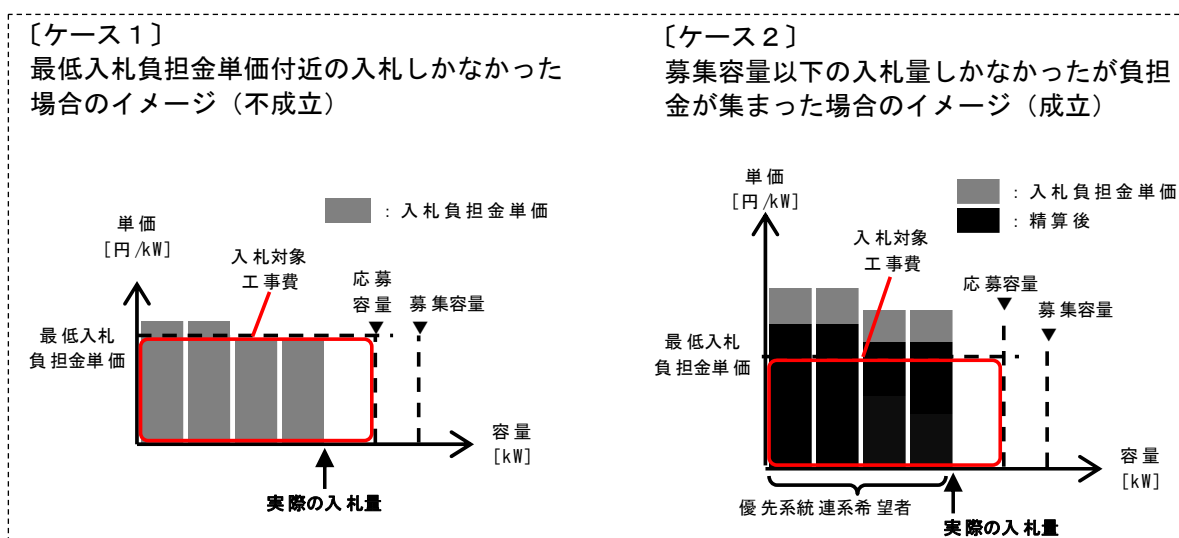 〔ケース１〕
最低入札負担金単価付近の入札しかなかった
場合のイメージ（不成立）
：入札負担金単価
単価
[円/kW]
入札対象
工事費
応募
容量
募集容量
最低入札
負担金単価
容量
[kW]
実際の入札量
〔ケース２〕
募集容量以下の入札量しかなかったが負担
金が集まった場合のイメージ（成立）
：入札負担金単価
：精算後
単価
[円/kW]
入札対象
工事費
応募容量
募集容量
最低入札
負担金単価
容量
[kW]
優先系統連系希望者
実際の入札量